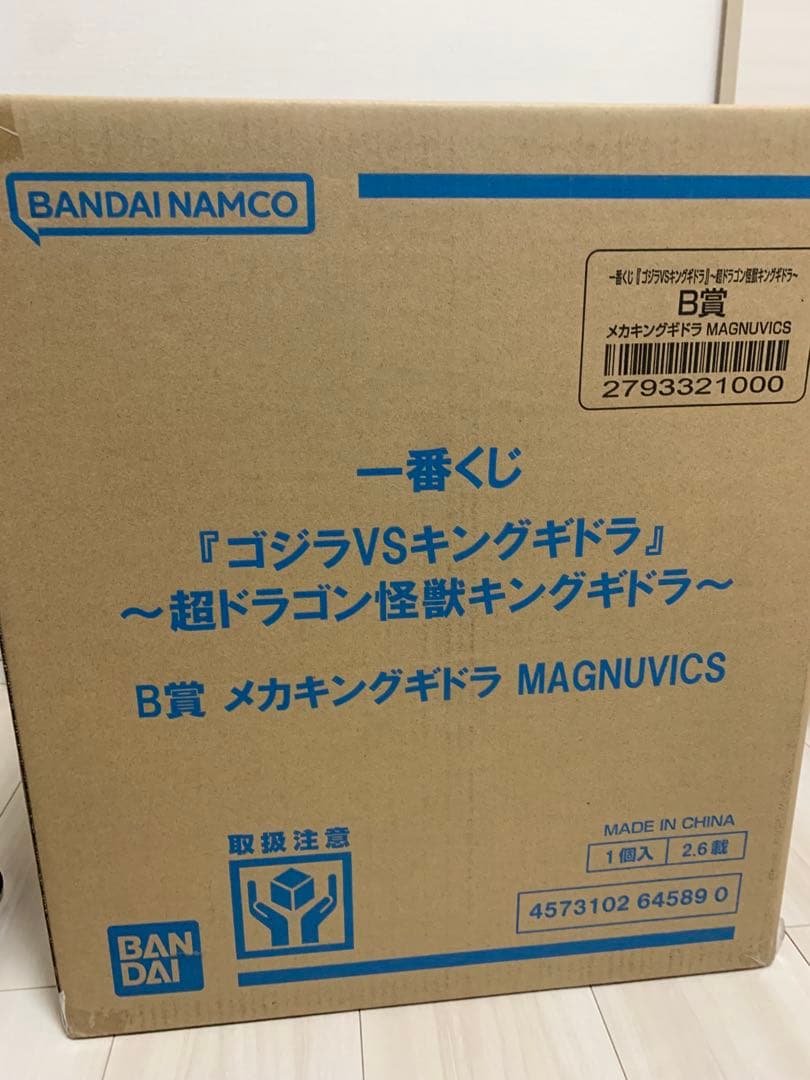 BANDAI NAMCO
一番くじ『ゴジラVSキングギドラ』~超ドラゴン怪獣キングギドラ~
B賞
メカキングギドラ MAGNUVICS
2793321000
一番くじ
『ゴジラVSキングギドラ』
~超ドラゴン怪獣キングギドラ~
B賞 メカキングギドラ MAGNUVICS
取扱注意
MADE IN CHINA
1個入 2.6載
4573102 64589 0
BAN
DAI